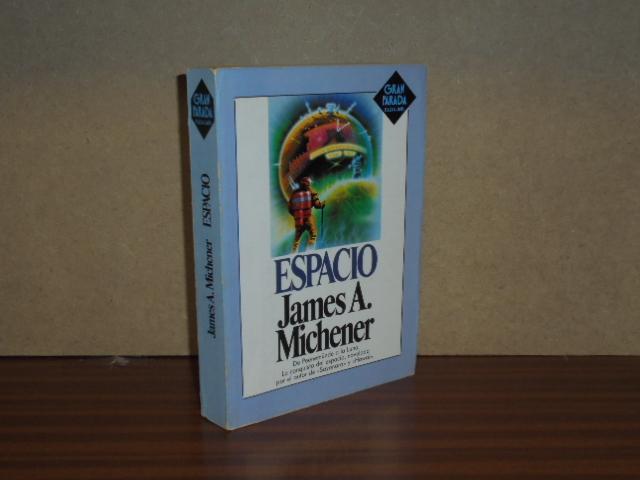 James A. Michener ESPACIO
GRAN
PARADA
GRAN
PARADA
ESPACIO
James A.
Michener
De Peenemünde a la Luna.
La conquista del espacio, novelada
por el autor de «Sayonara» y «Hawai»